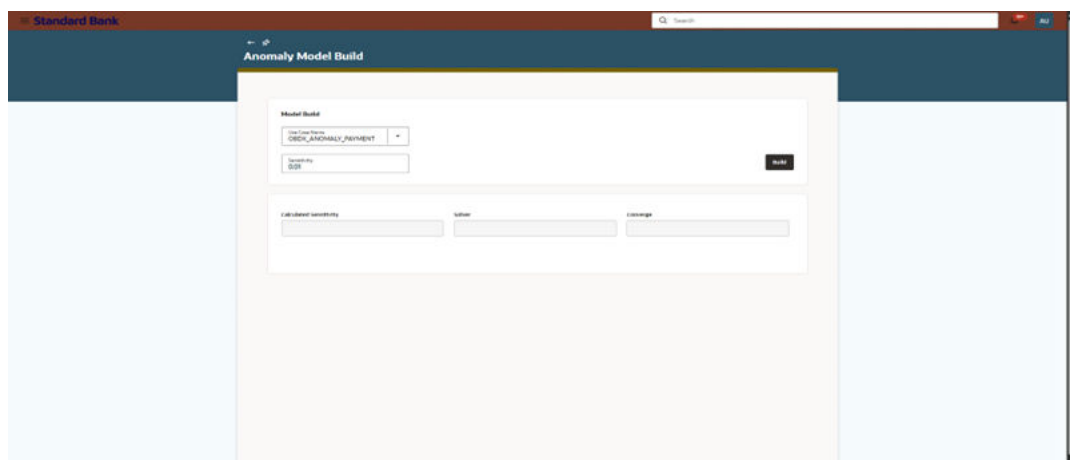 Standard Bank
Search
AU
Anomaly Model Build
Model Build
Use Case Name
OBDX_ANOMALY_PAYMENT
Sensitivity
0.01
Build
Calculated Sensitivity
Solver
Converge